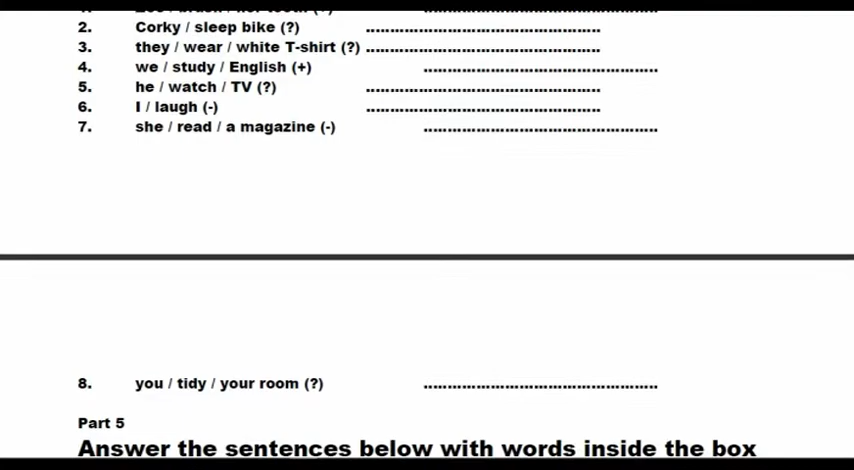 2. Corky / sleep bike (?) ................................................
3. they / wear / white T-shirt (?) ................................................
4. we / study / English (+) ................................................
5. he / watch / TV (?) ................................................
6. I / laugh (-) ................................................
7. she / read / a magazine (-) ................................................
8. you / tidy / your room (?) ................................................
Part 5
Answer the sentences below with words inside the box